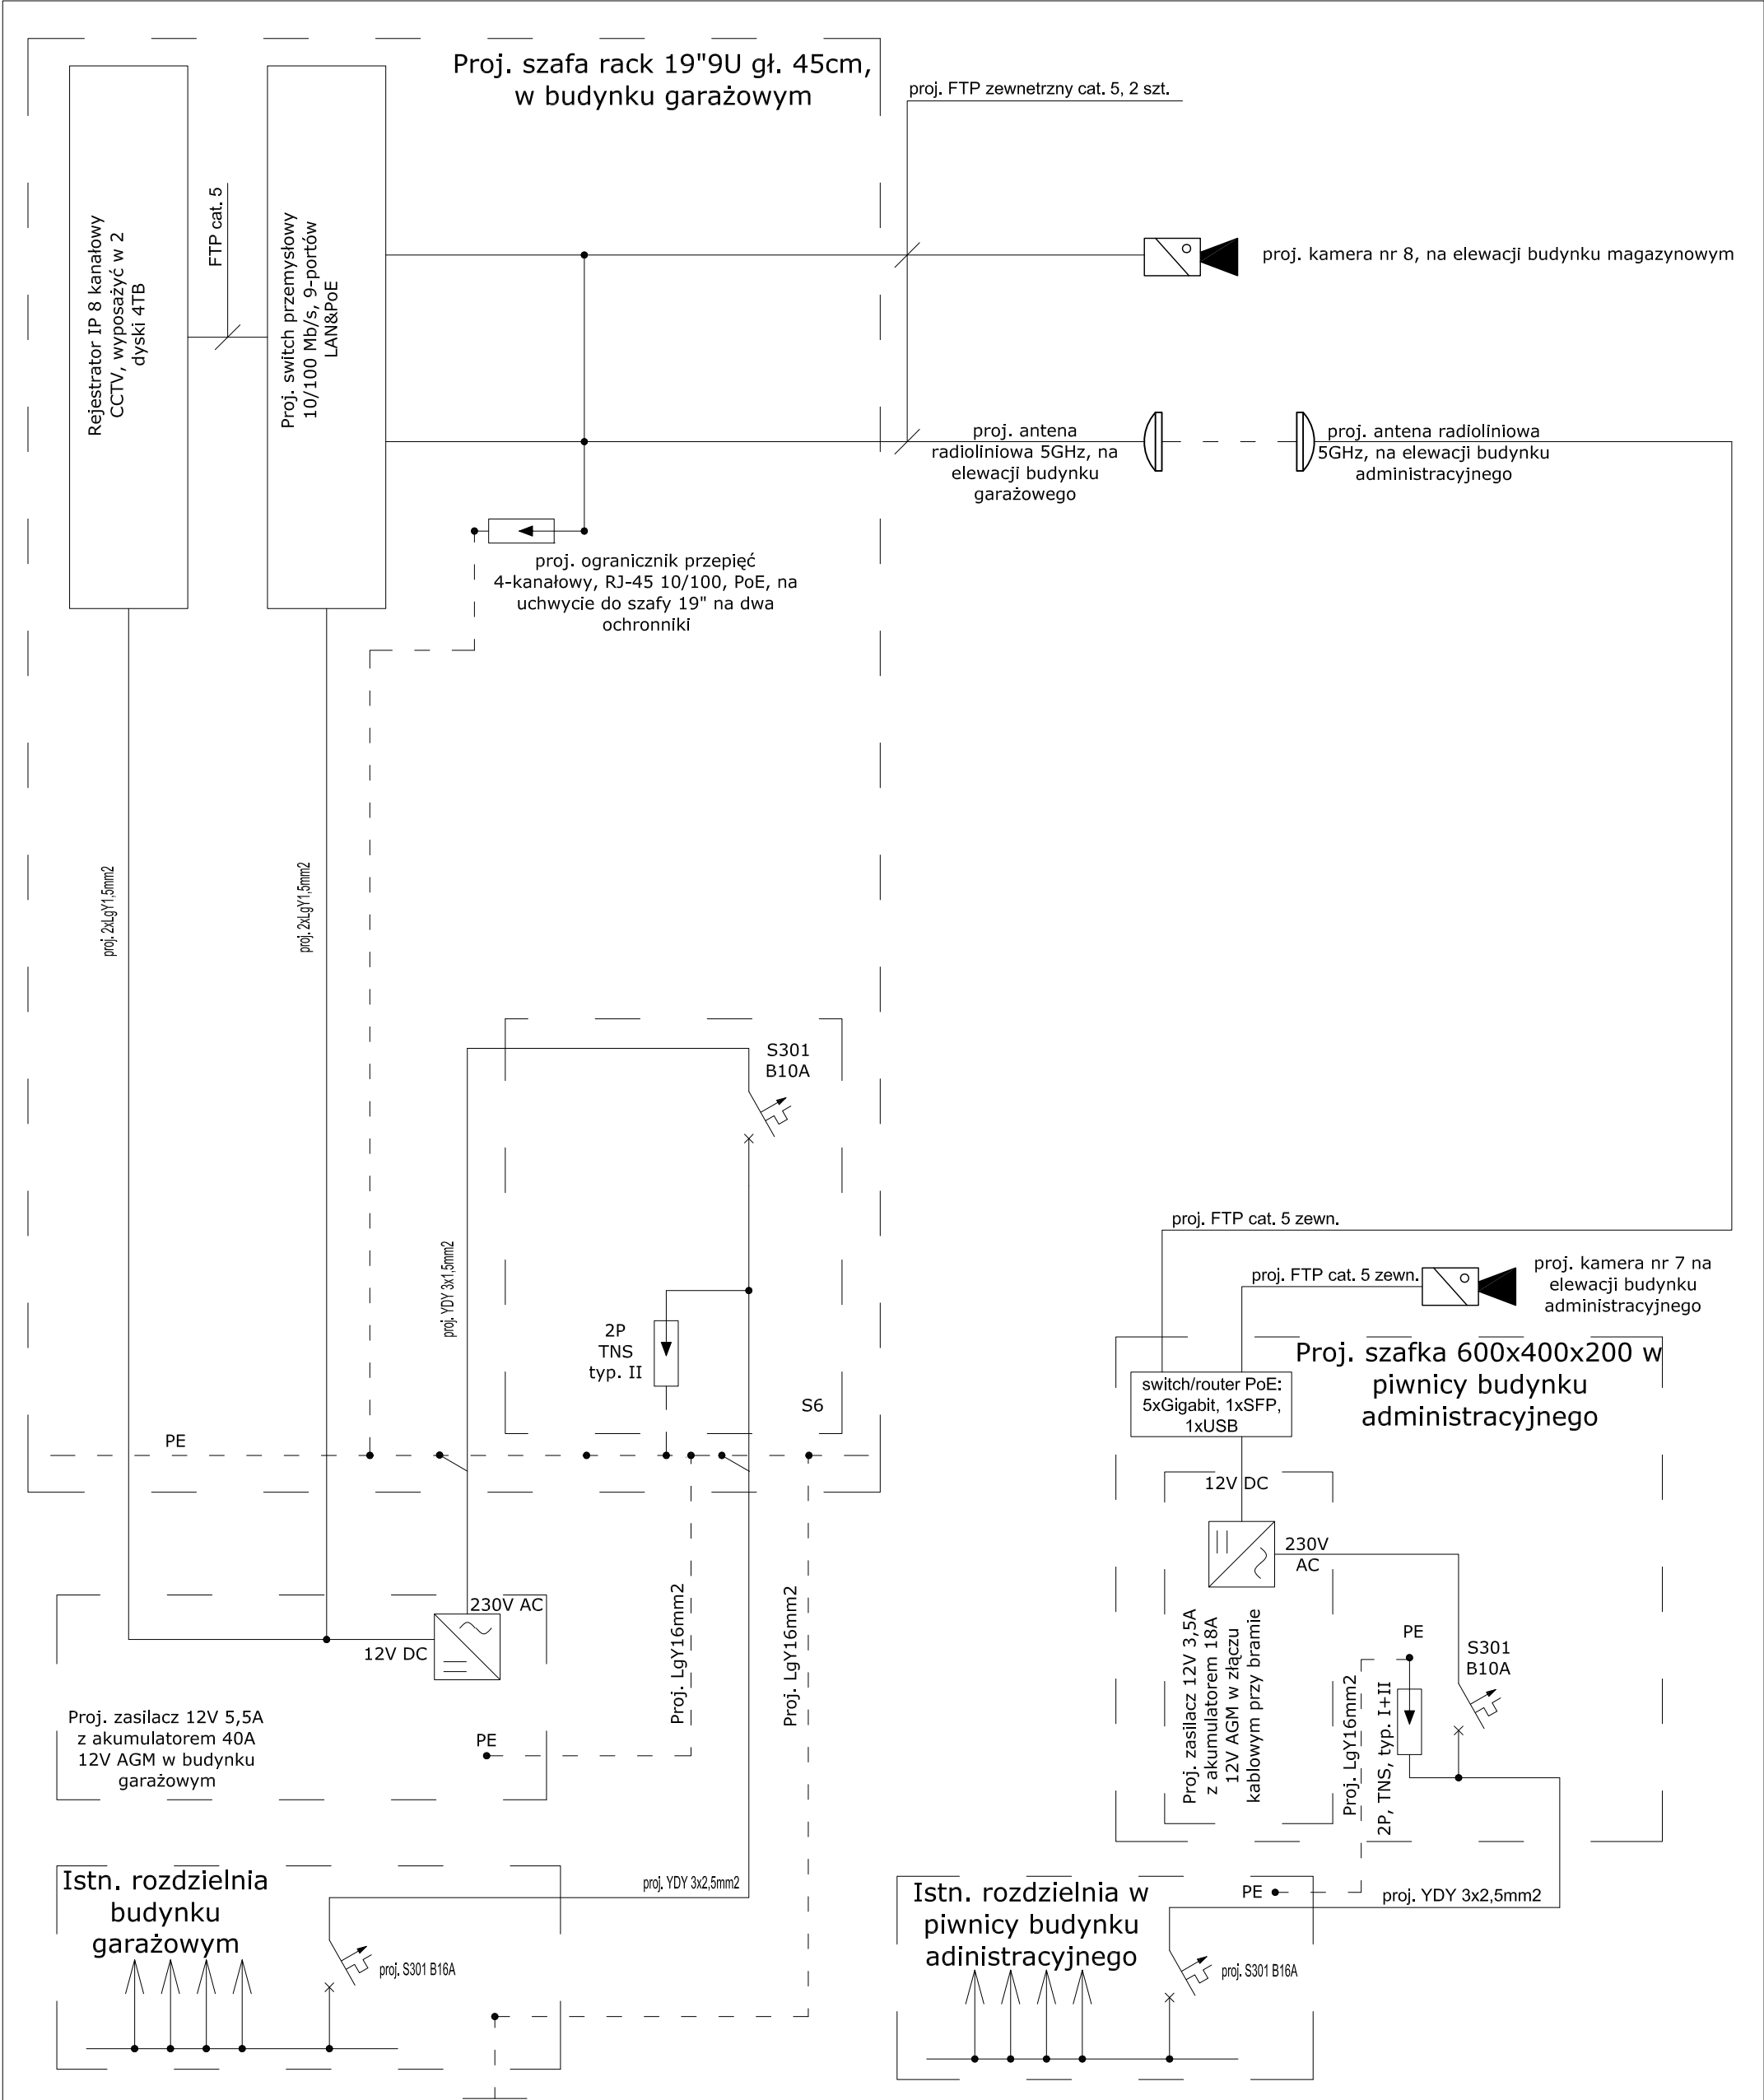 Proj. szafa rack 19"9U gł. 45cm,
w budynku garażowym
proj. FTP zewnetrzny cat. 5, 2 szt.
Rejestrator IP 8 kanałowy
CCTV, wyposażyć w 2
dyski 4TB
FTP cat. 5
Proj. switch przemysłowy
10/100 Mb/s, 9-portów
LAN&PoE
proj. kamera nr 8, na elewacji budynku magazynowym
proj. antena
radioliniowa 5GHz, na
elewacji budynku
garażowego
proj. antena radioliniowa
5GHz, na elewacji budynku
administracyjnego
proj. ogranicznik przepięć
4-kanałowy, RJ-45 10/100, PoE, na
uchwycie do szafy 19" na dwa
ochronniki
proj. 2xLgY1,5mm2
proj. 2xLgY1,5mm2
S301
B10A
proj. YDY 3x1,5mm2
2P
TNS
typ. II
S6
PE
proj. FTP cat. 5 zewn.
proj. FTP cat. 5 zewn.
proj. kamera nr 7 na
elewacji budynku
administracyjnego
Proj. szafka 600x400x200 w
piwnicy budynku
administracyjnego
switch/router PoE:
5xGigabit, 1xSFP,
1xUSB
12V DC
230V
AC
Proj. zasilacz 12V 3,5A
z akumulatorem 18A
12V AGM w złączu
kablowym przy bramie
Proj. LgY16mm2
2P, TNS, typ. I+II
PE
S301
B10A
230V AC
12V DC
Proj. LgY16mm2
Proj. LgY16mm2
Proj. zasilacz 12V 5,5A
z akumulatorem 40A
12V AGM w budynku
garażowym
PE
Istn. rozdzielnia
budynku
garażowym
proj. YDY 3x2,5mm2
proj. S301 B16A
Istn. rozdzielnia w
piwnicy budynku
adinistracyjnego
PE
proj. YDY 3x2,5mm2
proj. S301 B16A